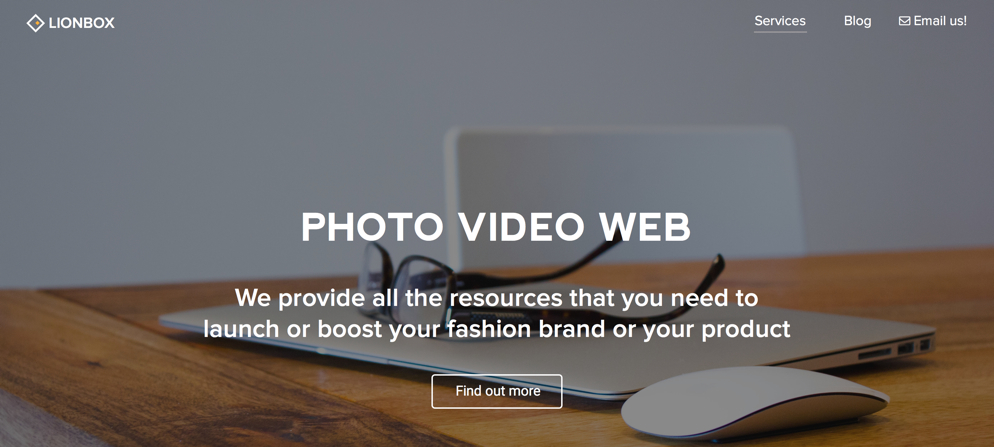 LIONBOX
Services
Blog
Email us!
PHOTO VIDEO WEB
We provide all the resources that you need to
launch or boost your fashion brand or your product
Find out more